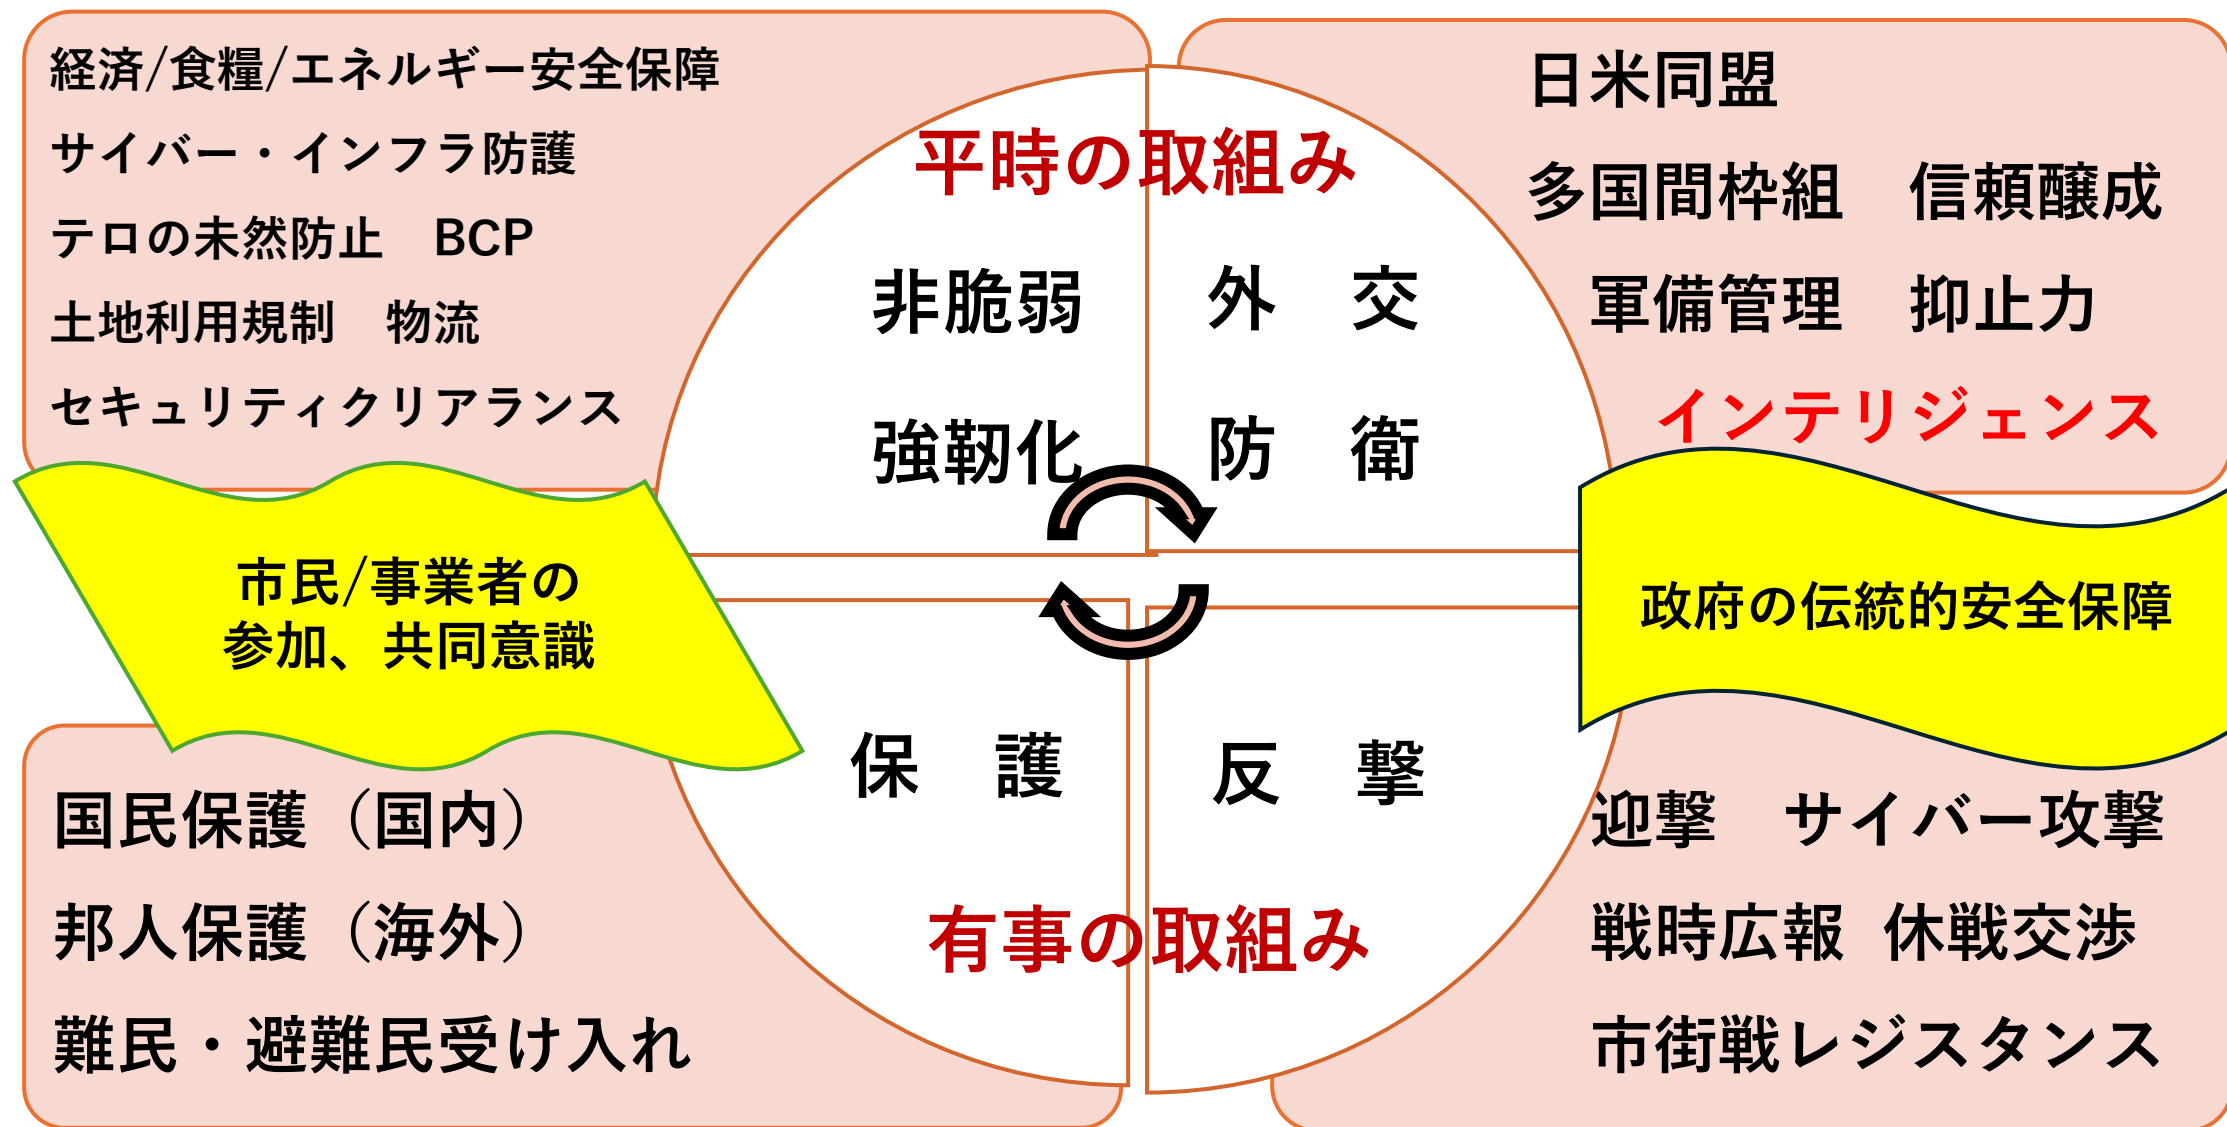 経済/食糧/エネルギー安全保障
サイバー・インフラ防護
テロの未然防止　BCP
土地利用規制　物流
セキュリティクリアランス
平時の取組み
非脆弱
強靭化
外　交
防　衛
日米同盟
多国間枠組　信頼醸成
軍備管理　抑止力
インテリジェンス
市民/事業者の
参加、共同意識
政府の伝統的安全保障
国民保護（国内）
邦人保護（海外）
難民・避難民受け入れ
保　護
反　撃
有事の取組み
迎撃　サイバー攻撃
戦時広報 休戦交渉
市街戦レジスタンス